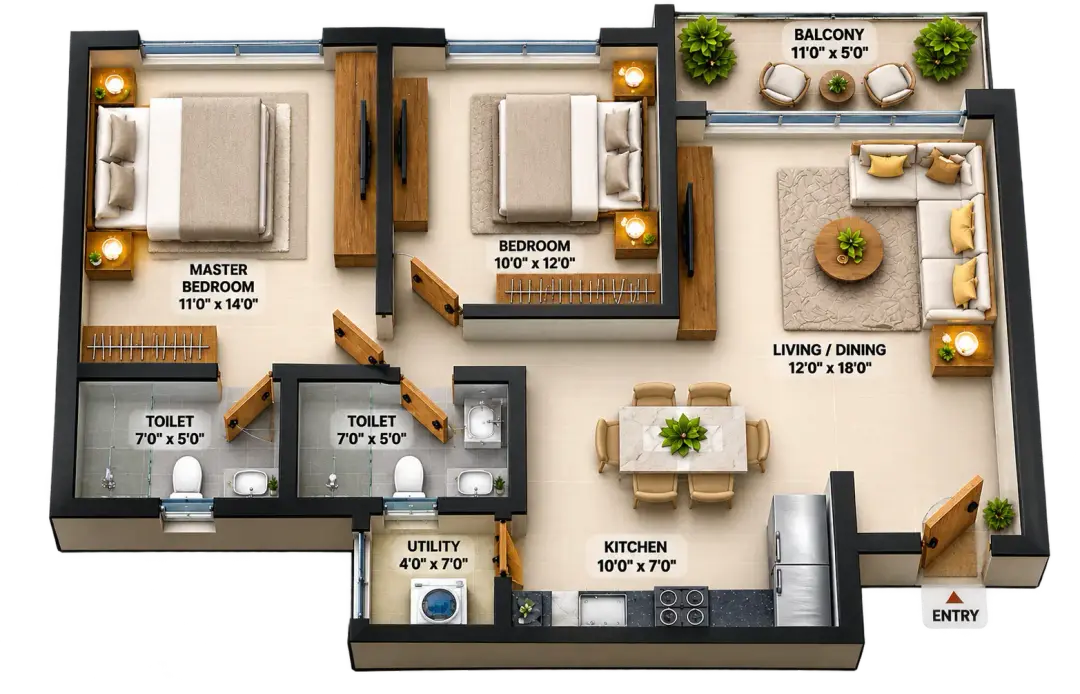 BALCONY
11'0" x 5'0"
BEDROOM
10'0" x 12'0"
MASTER
BEDROOM
11'0" x 14'0"
LIVING / DINING
12'0" x 18'0"
TOILET
7'0" x 5'0"
TOILET
7'0" x 5'0"
UTILITY
4'0" x 7'0"
KITCHEN
10'0" x 7'0"
ENTRY